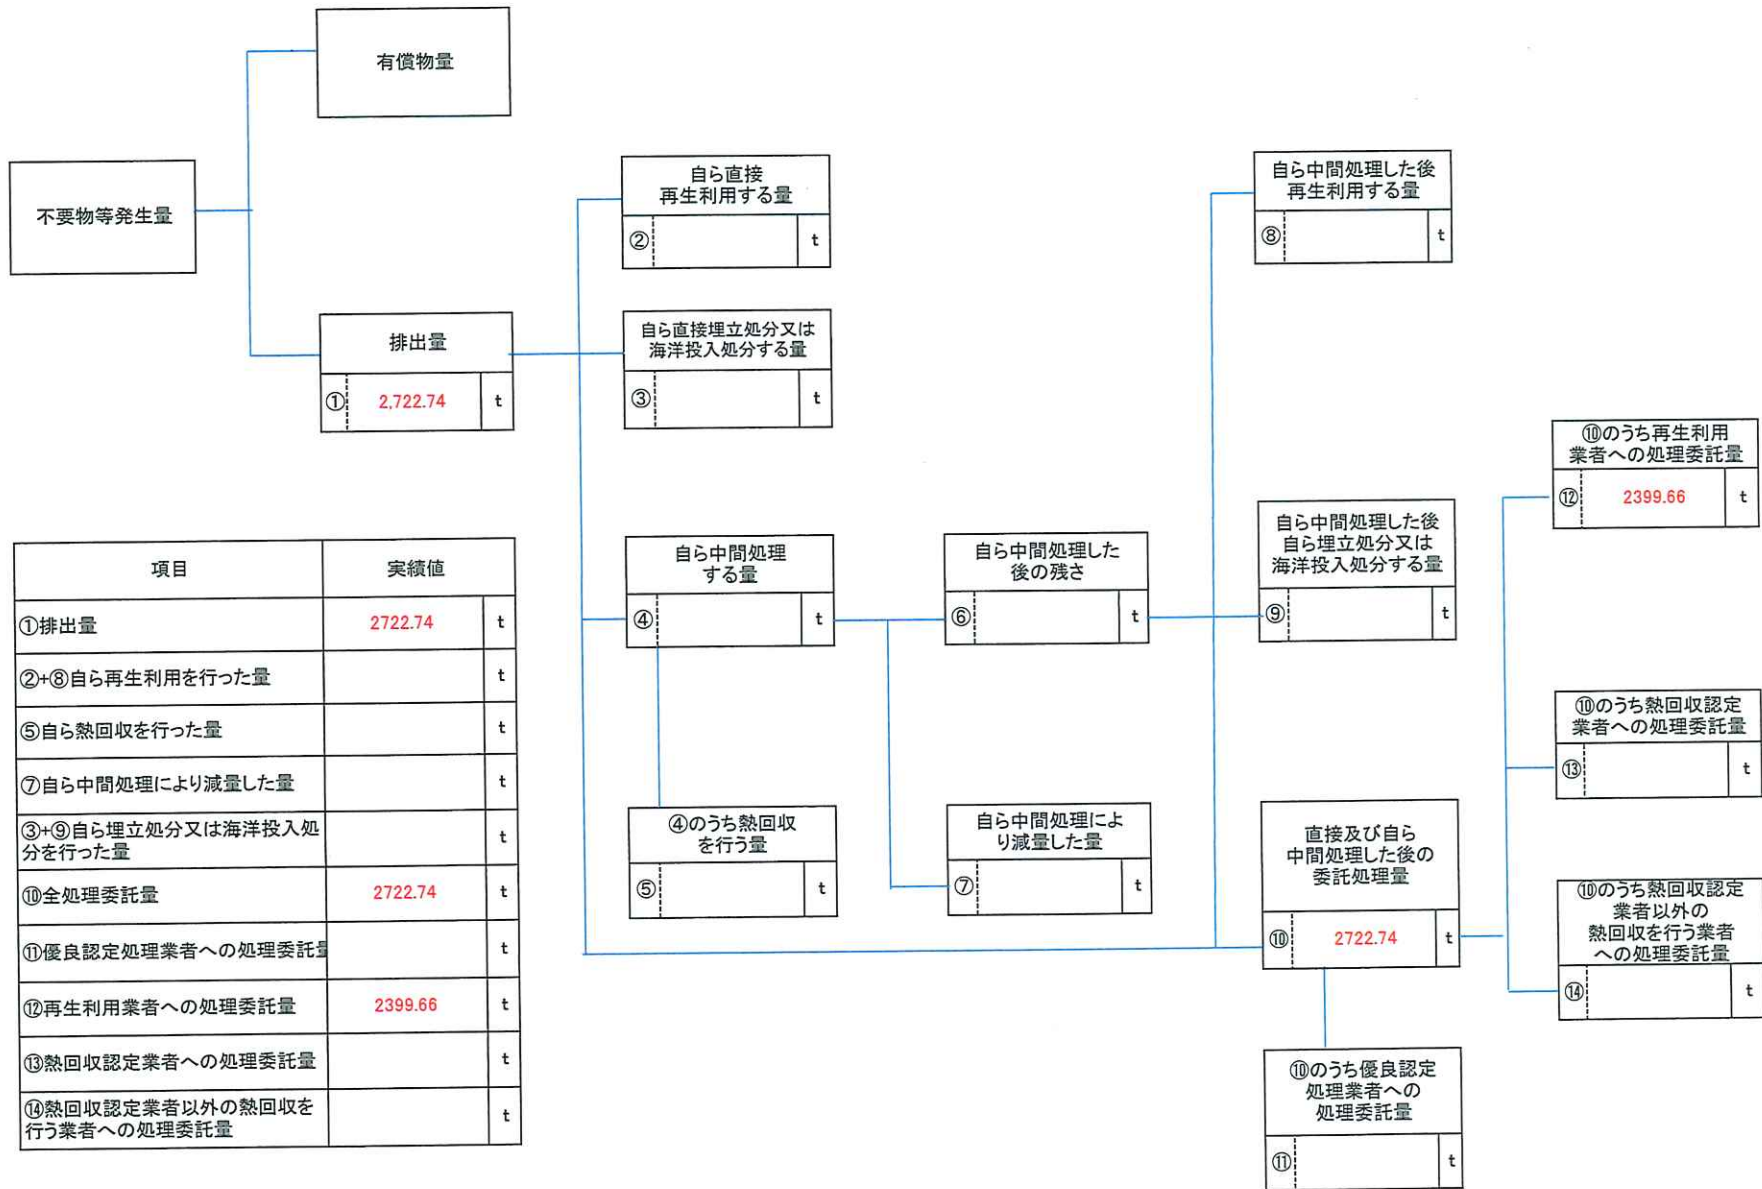 有償物量
不要物等発生量
排出量
① 2,722.74 t
自ら直接
再生利用する量
② t
自ら直接埋立処分又は
海洋投入処分する量
③ t
自ら中間処理
する量
④ t
④のうち熱回収
を行う量
⑤ t
自ら中間処理した
後の残さ
⑥ t
自ら中間処理によ
り減量した量
⑦ t
自ら中間処理した後
再生利用する量
⑧ t
自ら中間処理した後
自ら埋立処分又は
海洋投入処分する量
⑨ t
直接及び自ら
中間処理した後の
委託処理量
⑩ 2722.74 t
⑩のうち優良認定
処理業者への
処理委託量
⑪ t
⑩のうち再生利用
業者への処理委託量
⑫ 2399.66 t
⑩のうち熱回収認定
業者への処理委託量
⑬ t
⑩のうち熱回収認定
業者以外の
熱回収を行う業者
への処理委託量
⑭ t
項目 実績値
①排出量 2722.74 t
②+⑧自ら再生利用を行った量 t
⑤自ら熱回収を行った量 t
⑦自ら中間処理により減量した量 t
③+⑨自ら埋立処分又は海洋投入処
分を行った量 t
⑩全処理委託量 2722.74 t
⑪優良認定処理業者への処理委託量 t
⑫再生利用業者への処理委託量 2399.66 t
⑬熱回収認定業者への処理委託量 t
⑭熱回収認定業者以外の熱回収を
行う業者への処理委託量 t